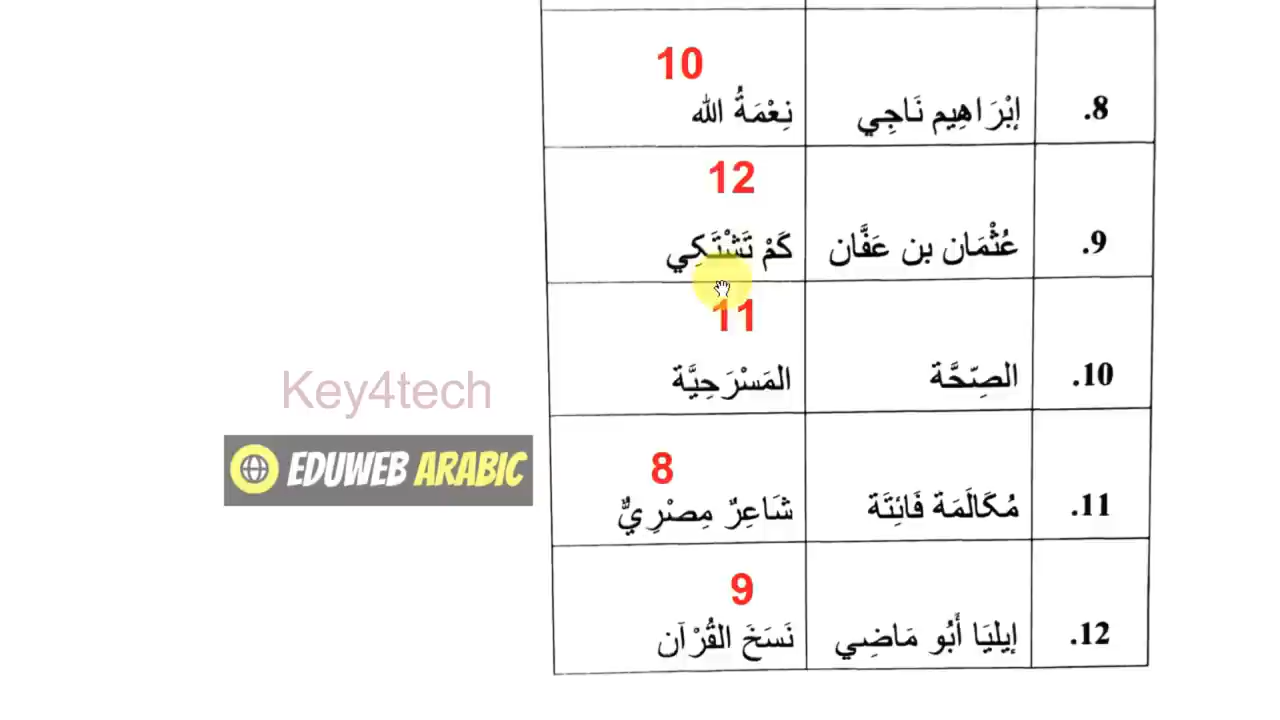 10
8. إِبْرَاهِيم نَاجِي نِعْمَةُ الله
12
9. عُثْمَان بن عَفَّان كَمْ تَشْتَكِي
11
10. الصِّحَّة المَسْرَحِيَّة
8
11. مُكَالَمَة فَائِتَة شَاعِرٌ مِصْرِيٌّ
9
12. إِيلِيَا أَبُو مَاضِي نَسَخَ القُرْآن
Key4tech
EDUWEB ARABIC